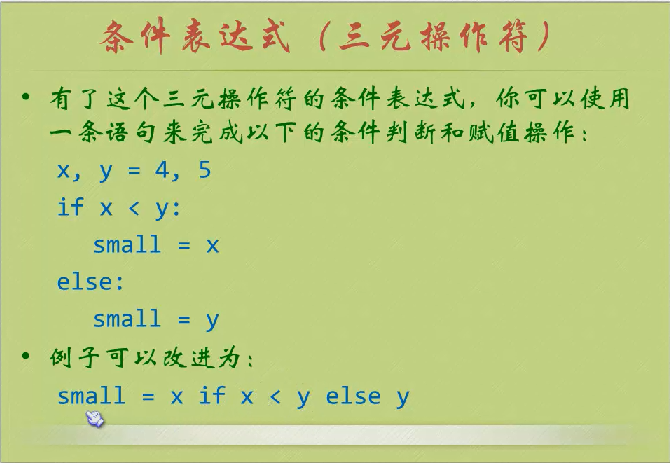 条件表达式（三元操作符）
• 有了这个三元操作符的条件表达式，你可以使用
一条语句来完成以下的条件判断和赋值操作：
x, y = 4, 5
if x < y:
small = x
else:
small = y
• 例子可以改进为：
small = x if x < y else y